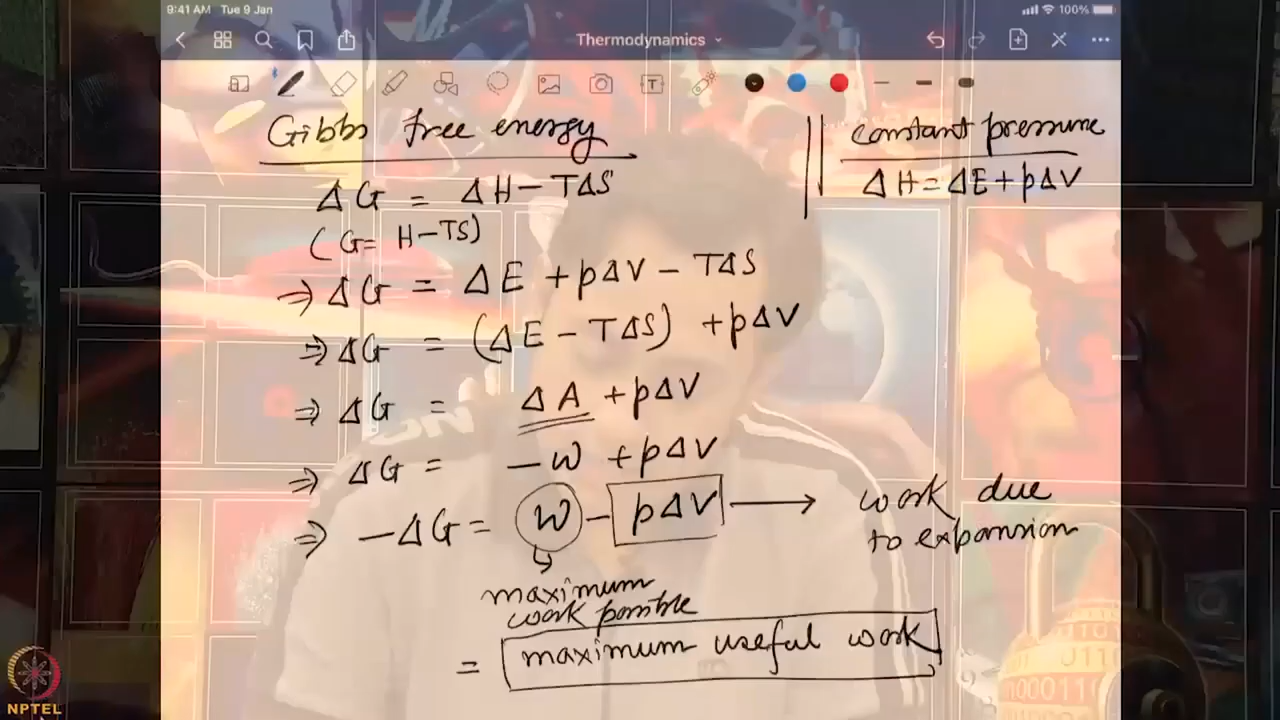 9:41 AM Tue 9 Jan
100%
Thermodynamics
T
Gibbs free energy
ΔG = ΔH - TΔS
(G = H - TS)
⇒ ΔG = ΔE + pΔV - TΔS
⇒ ΔG = (ΔE - TΔS) + pΔV
⇒ ΔG = ΔA + pΔV
⇒ ΔG = -w + pΔV
⇒ -ΔG = w - pΔV → work due
to expansion
maximum
work possible
= maximum useful work
constant pressure
ΔH = ΔE + pΔV
NPTEL